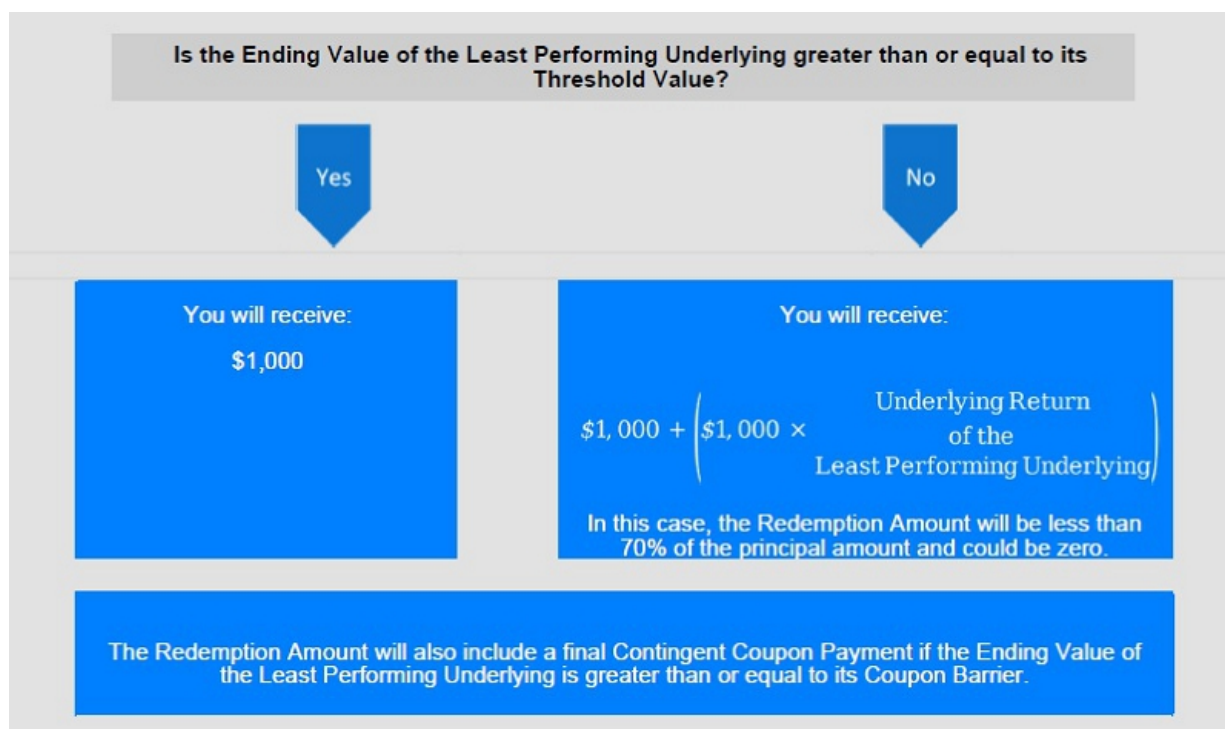 Is the Ending Value of the Least Performing Underlying greater than or equal to its
Threshold Value?
Yes
No
You will receive:
$1,000
You will receive:
$1,000 + ($1,000 × Underlying Return
of the
Least Performing Underlying)
In this case, the Redemption Amount will be less than
70% of the principal amount and could be zero.
The Redemption Amount will also include a final Contingent Coupon Payment if the Ending Value of
the Least Performing Underlying is greater than or equal to its Coupon Barrier.